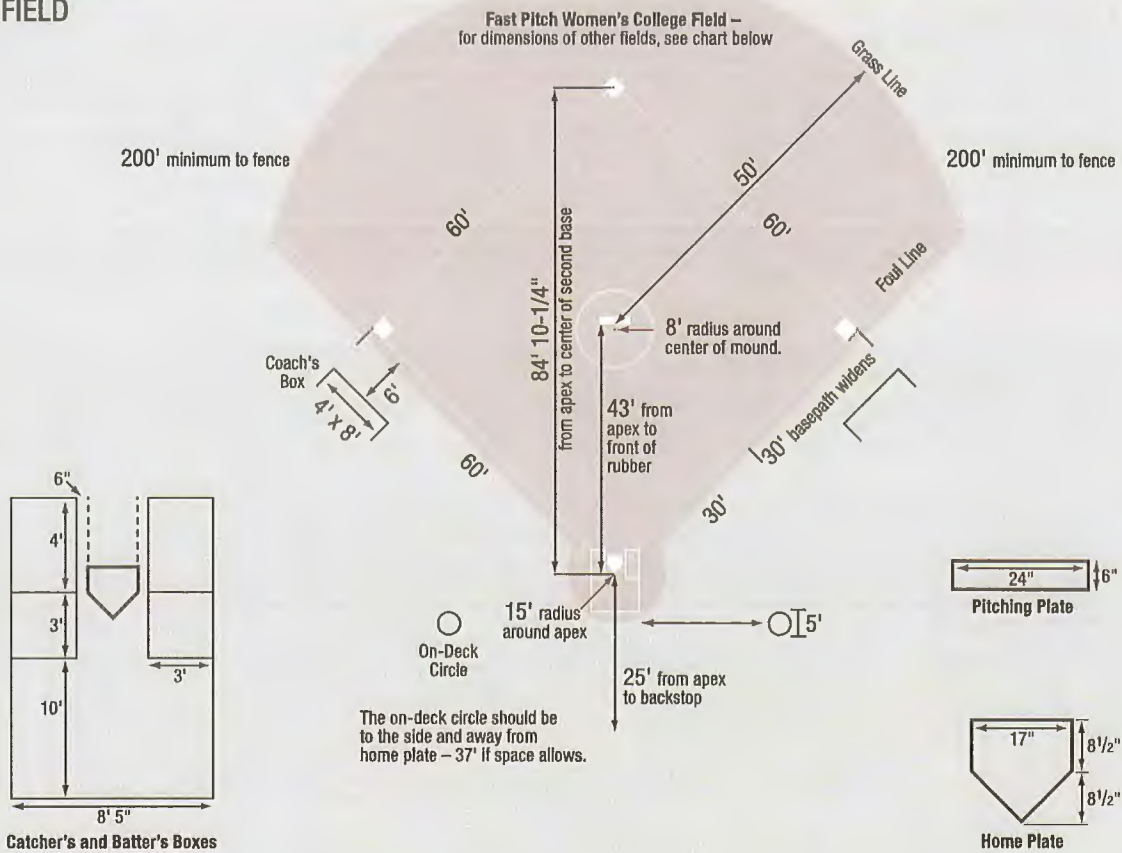 FIELD
Fast Pitch Women's College Field –
for dimensions of other fields, see chart below
Grass Line
200' minimum to fence
200' minimum to fence
50'
60'
60'
84' 10-1/4"
from apex to center of second base
Foul Line
8' radius around
center of mound.
Coach's
Box
6'
4' x 8'
43' from
apex to
front of
rubber
30' basepath widens
60'
30'
6"
4'
3'
3'
10'
8' 5"
Catcher's and Batter's Boxes
15' radius
around apex
On-Deck
Circle
5'
25' from apex
to backstop
The on-deck circle should be
to the side and away from
home plate – 37' if space allows.
24"
6"
Pitching Plate
17"
8 1/2"
8 1/2"
Home Plate